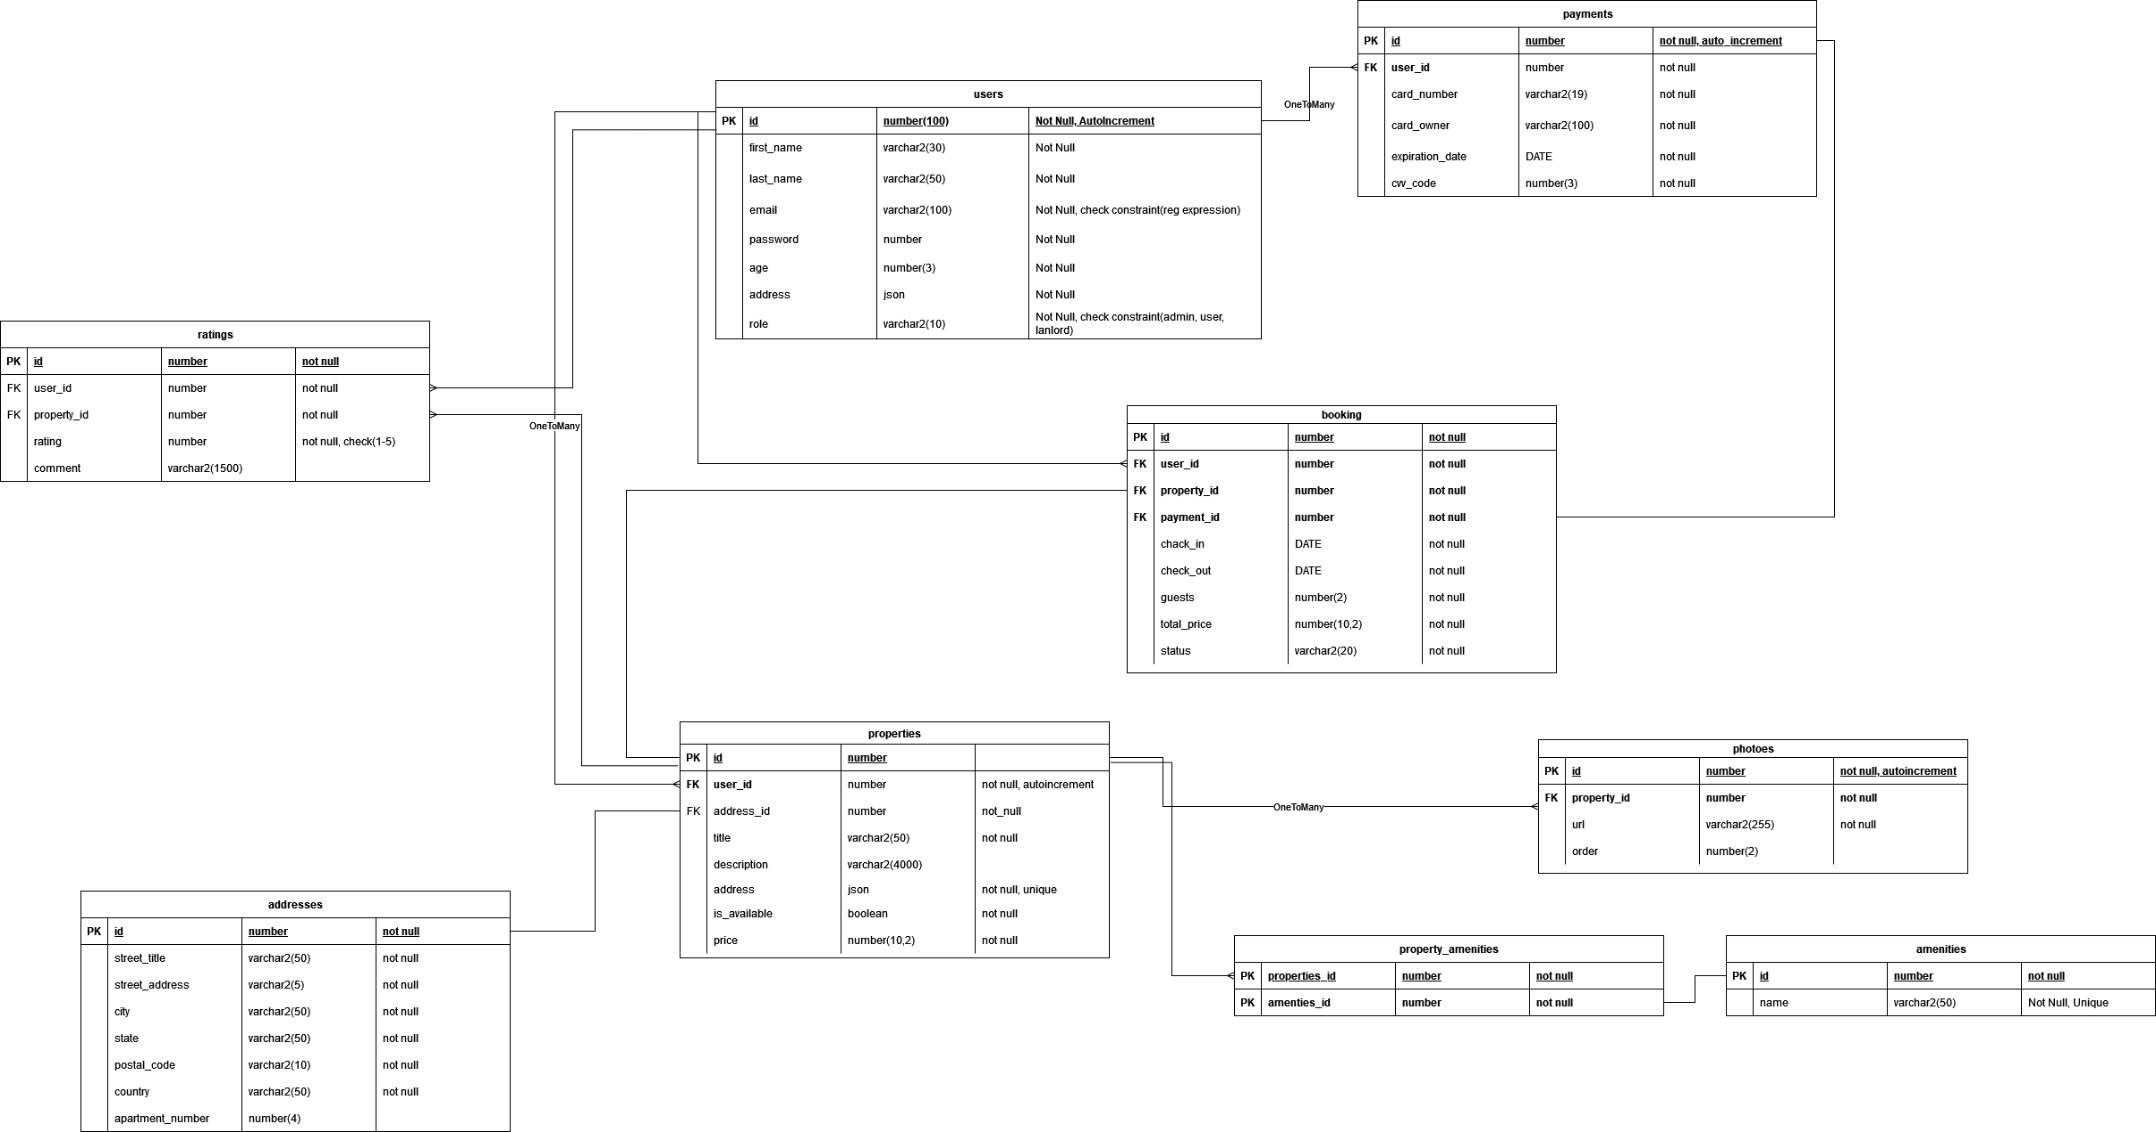 payments
PK id number not null, auto_increment
FK user_id number not null
card_number varchar2(19) not null
card_owner varchar2(100) not null
expiration_date DATE not null
cvv_code number(3) not null
OneToMany
users
PK id number(100) Not Null, AutoIncrement
first_name varchar2(30) Not Null
last_name varchar2(50) Not Null
email varchar2(100) Not Null, check constraint(reg expression)
password number Not Null
age number(3) Not Null
address json Not Null
role varchar2(10) Not Null, check constraint(admin, user,
lanlord)
ratings
PK id number not null
FK user_id number not null
FK property_id number not null
rating number not null, check(1-5)
comment varchar2(1500)
OneToMany
booking
PK id number not null
FK user_id number not null
FK property_id number not null
FK payment_id number not null
chack_in DATE not null
check_out DATE not null
guests number(2) not null
total_price number(10,2) not null
status varchar2(20) not null
properties
PK id number
FK user_id number not null, autoincrement
FK address_id number not_null
title varchar2(50) not null
description varchar2(4000)
address json not null, unique
is_available boolean not null
price number(10,2) not null
OneToMany
photoes
PK id number not null, autoincrement
FK property_id number not null
url varchar2(255) not null
order number(2)
addresses
PK id number not null
street_title varchar2(50) not null
street_address varchar2(5) not null
city varchar2(50) not null
state varchar2(50) not null
postal_code varchar2(10) not null
country varchar2(50) not null
apartment_number number(4)
property_amenities
PK properties_id number not null
PK amenties_id number not null
amenities
PK id number not null
name varchar2(50) Not Null, Unique